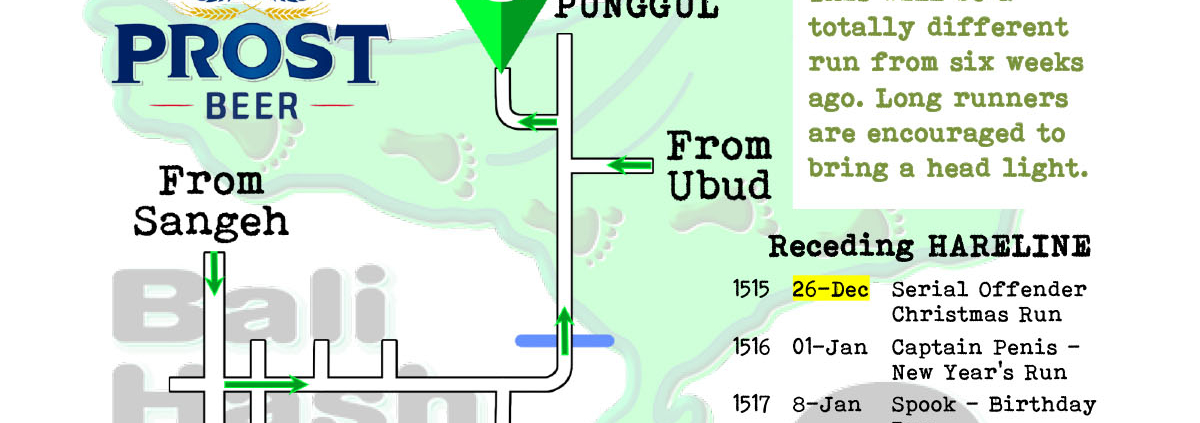 PUNGGUL
PROST
BEER
totally different
run from six weeks
ago. Long runners
are encouraged to
bring a head light.
From
Ubud
From
Sangeh
Bali
Hash
Receding HARELINE
1515 26-Dec Serial Offender
Christmas Run
1516 01-Jan Captain Penis -
New Year's Run
1517 8-Jan Spook - Birthday